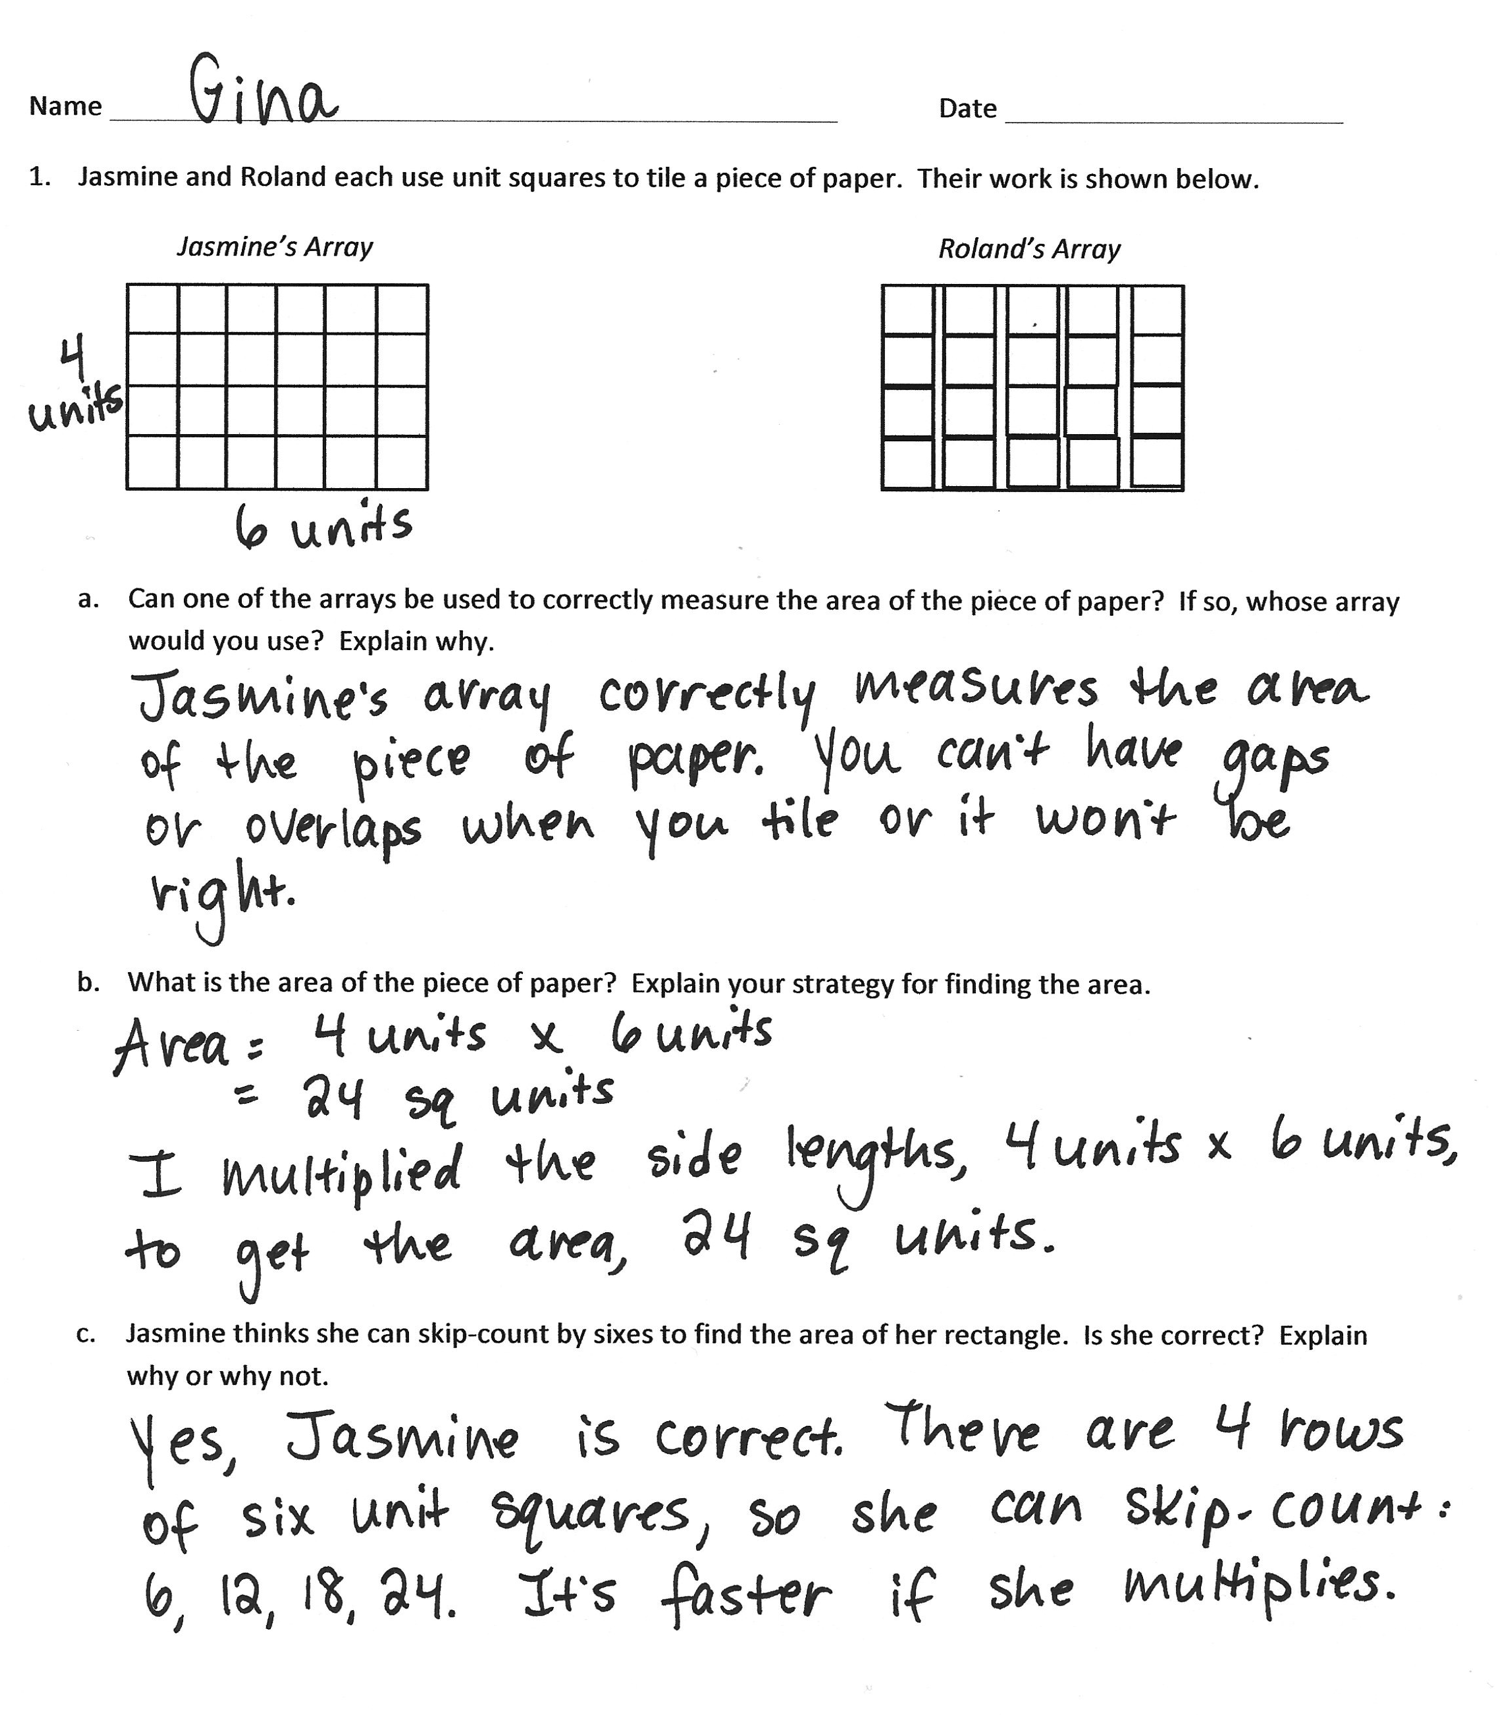 Name Gina Date
1. Jasmine and Roland each use unit squares to tile a piece of paper. Their work is shown below.
Jasmine's Array Roland's Array
4
units
6 units
a. Can one of the arrays be used to correctly measure the area of the piece of paper? If so, whose array
would you use? Explain why.
Jasmine's array correctly measures the area
of the piece of paper. You can't have gaps
or overlaps when you tile or it won't be
right.
b. What is the area of the piece of paper? Explain your strategy for finding the area.
Area = 4 units x 6 units
= 24 sq units
I multiplied the side lengths, 4 units x 6 units,
to get the area, 24 sq units.
c. Jasmine thinks she can skip-count by sixes to find the area of her rectangle. Is she correct? Explain
why or why not.
Yes, Jasmine is correct. There are 4 rows
of six unit squares, so she can skip-count:
6, 12, 18, 24. It's faster if she multiplies.